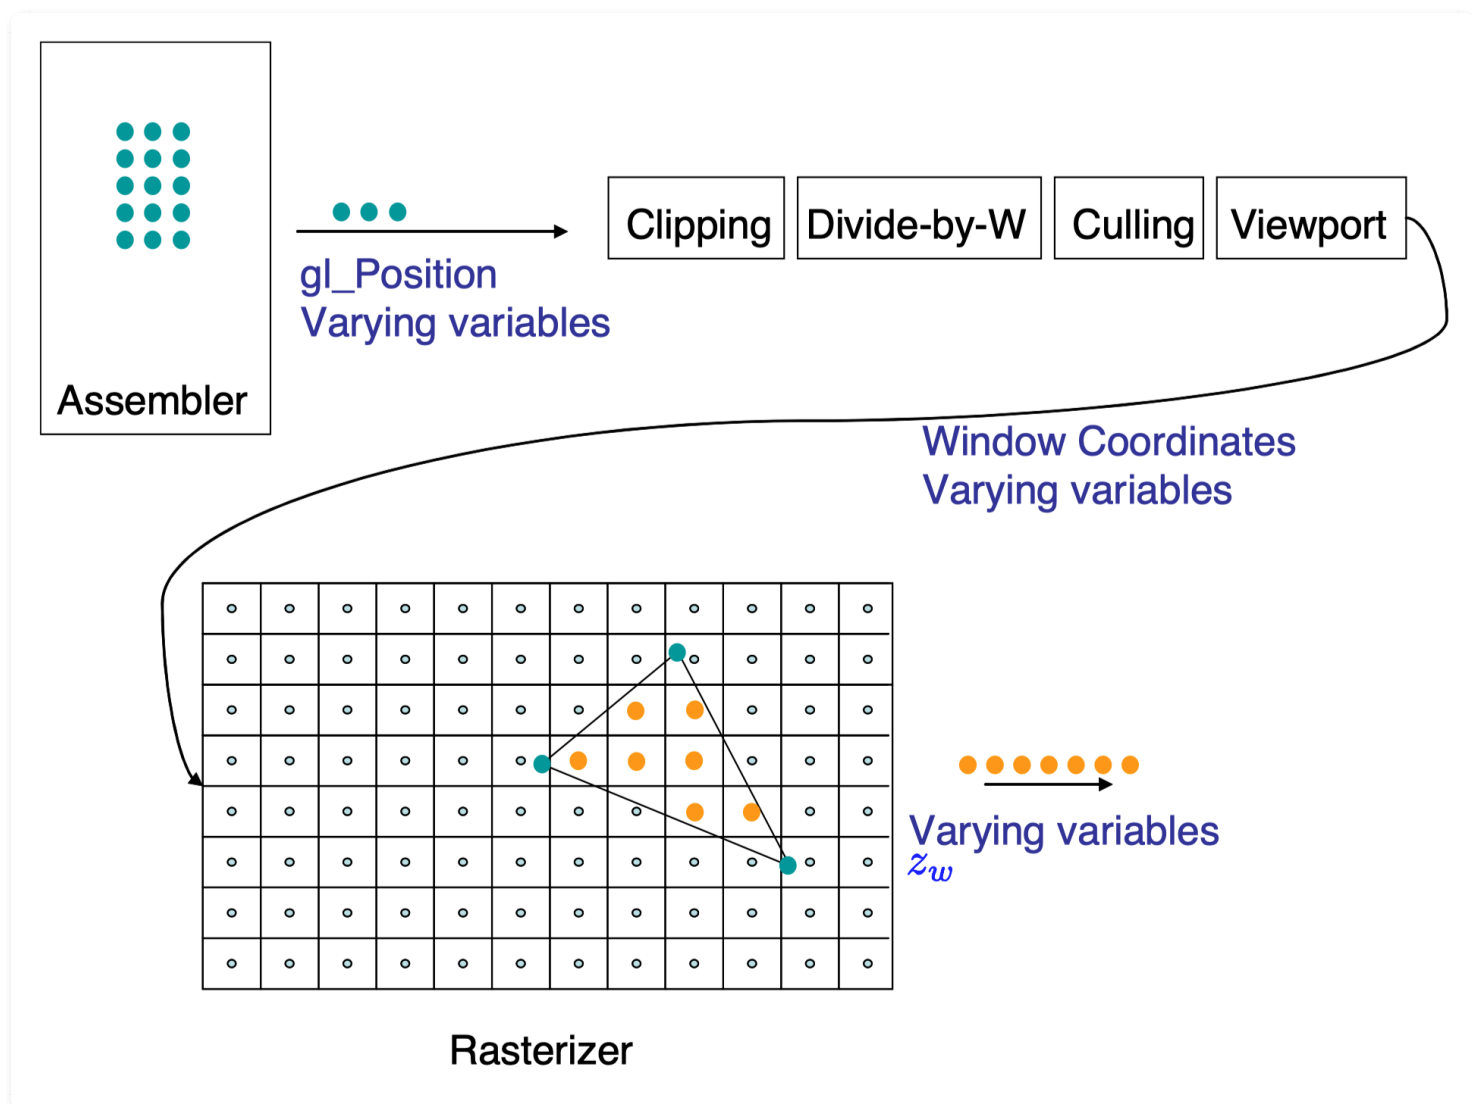 Assembler
gl_Position
Varying variables
Clipping
Divide-by-W
Culling
Viewport
Window Coordinates
Varying variables
Varying variables
z_w
Rasterizer